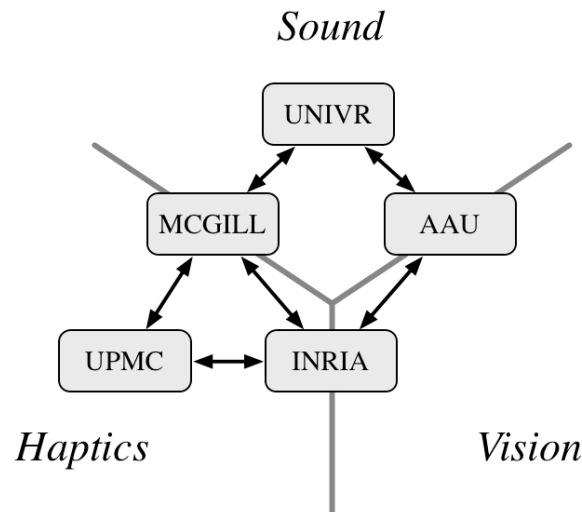 Sound
UNIVR
MCGILL
AAU
UPMC
INRIA
Haptics
Vision